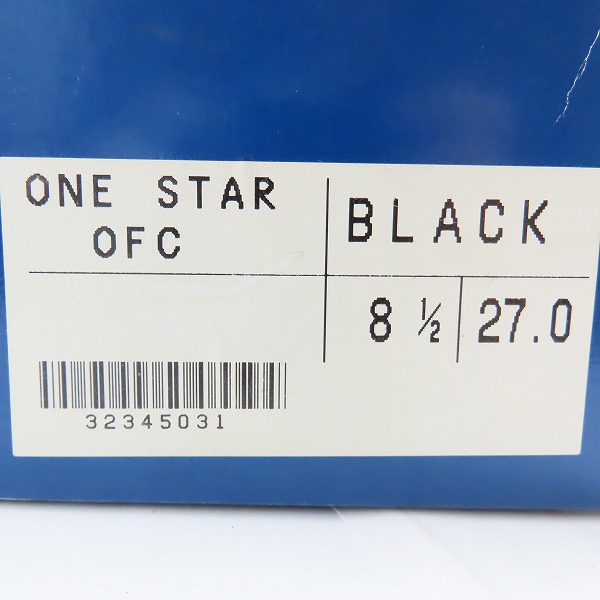 ONE STAR
OFC
BLACK
8 ½
27.0
32345031